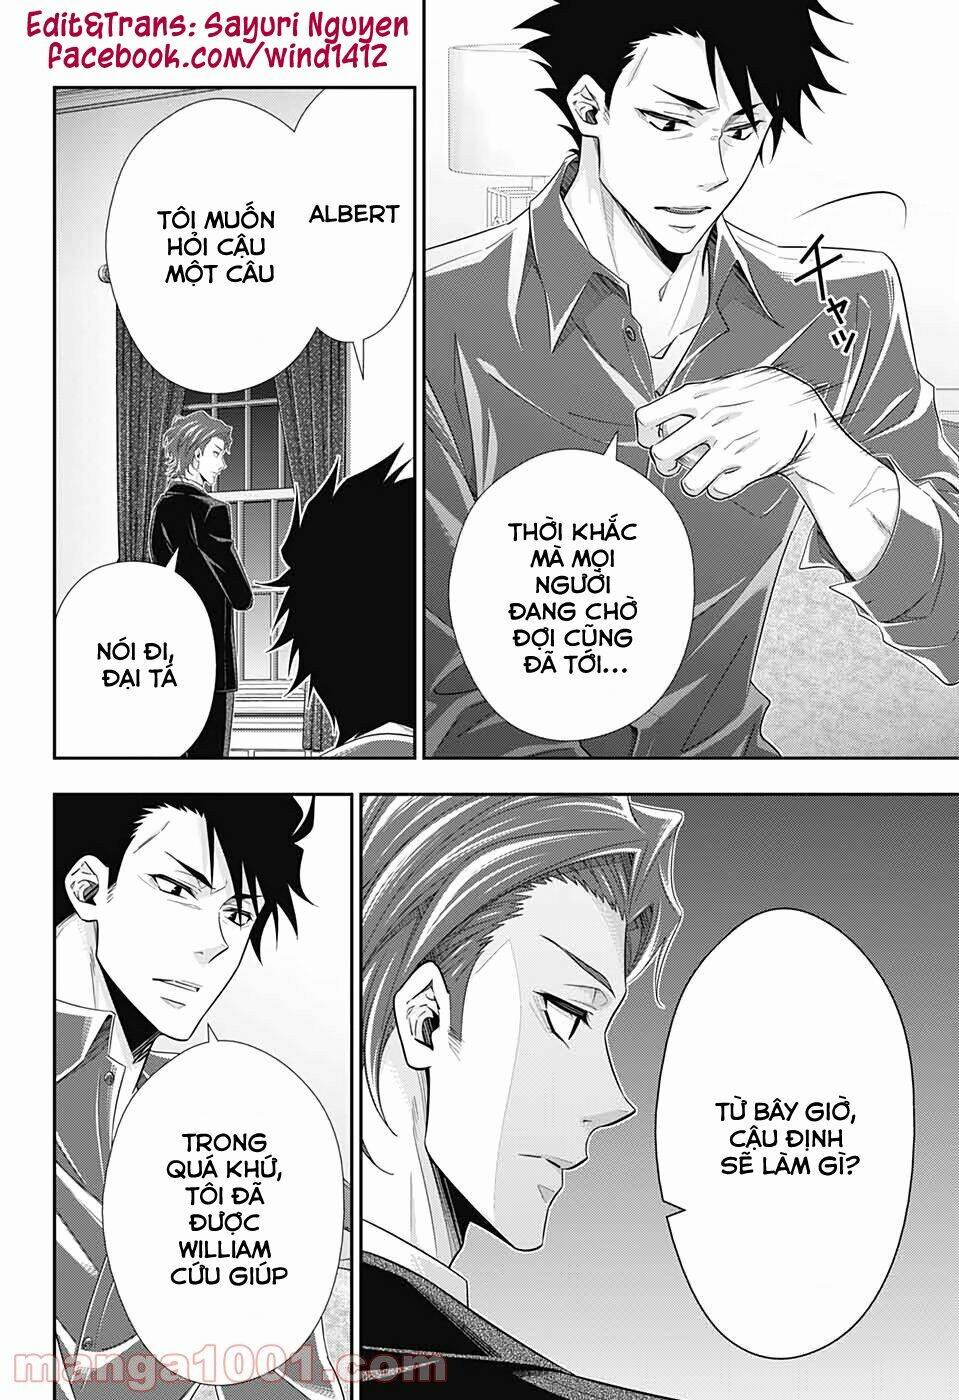 Edit&Trans: Sayuri Nguyen
facebook.com/wind1412
THỜI KHẮC
MÀ MỌI
NGƯỜI
ĐANG CHỜ
ĐỢI CŨNG
ĐÃ TỚI...
メキャッ
ALBERT
TÔI MUỐN
HỎI CẬU
MỘT CÂU
NÓI ĐI,
ĐẠI TÁ
TỪ BÂY GIỜ,
CẬU ĐỊNH
SẼ LÀM GÌ?
TRONG
QUÁ KHỨ,
TÔI ĐÃ
ĐƯỢC
WILLIAM
CỨU GIÚP
manga1001.com